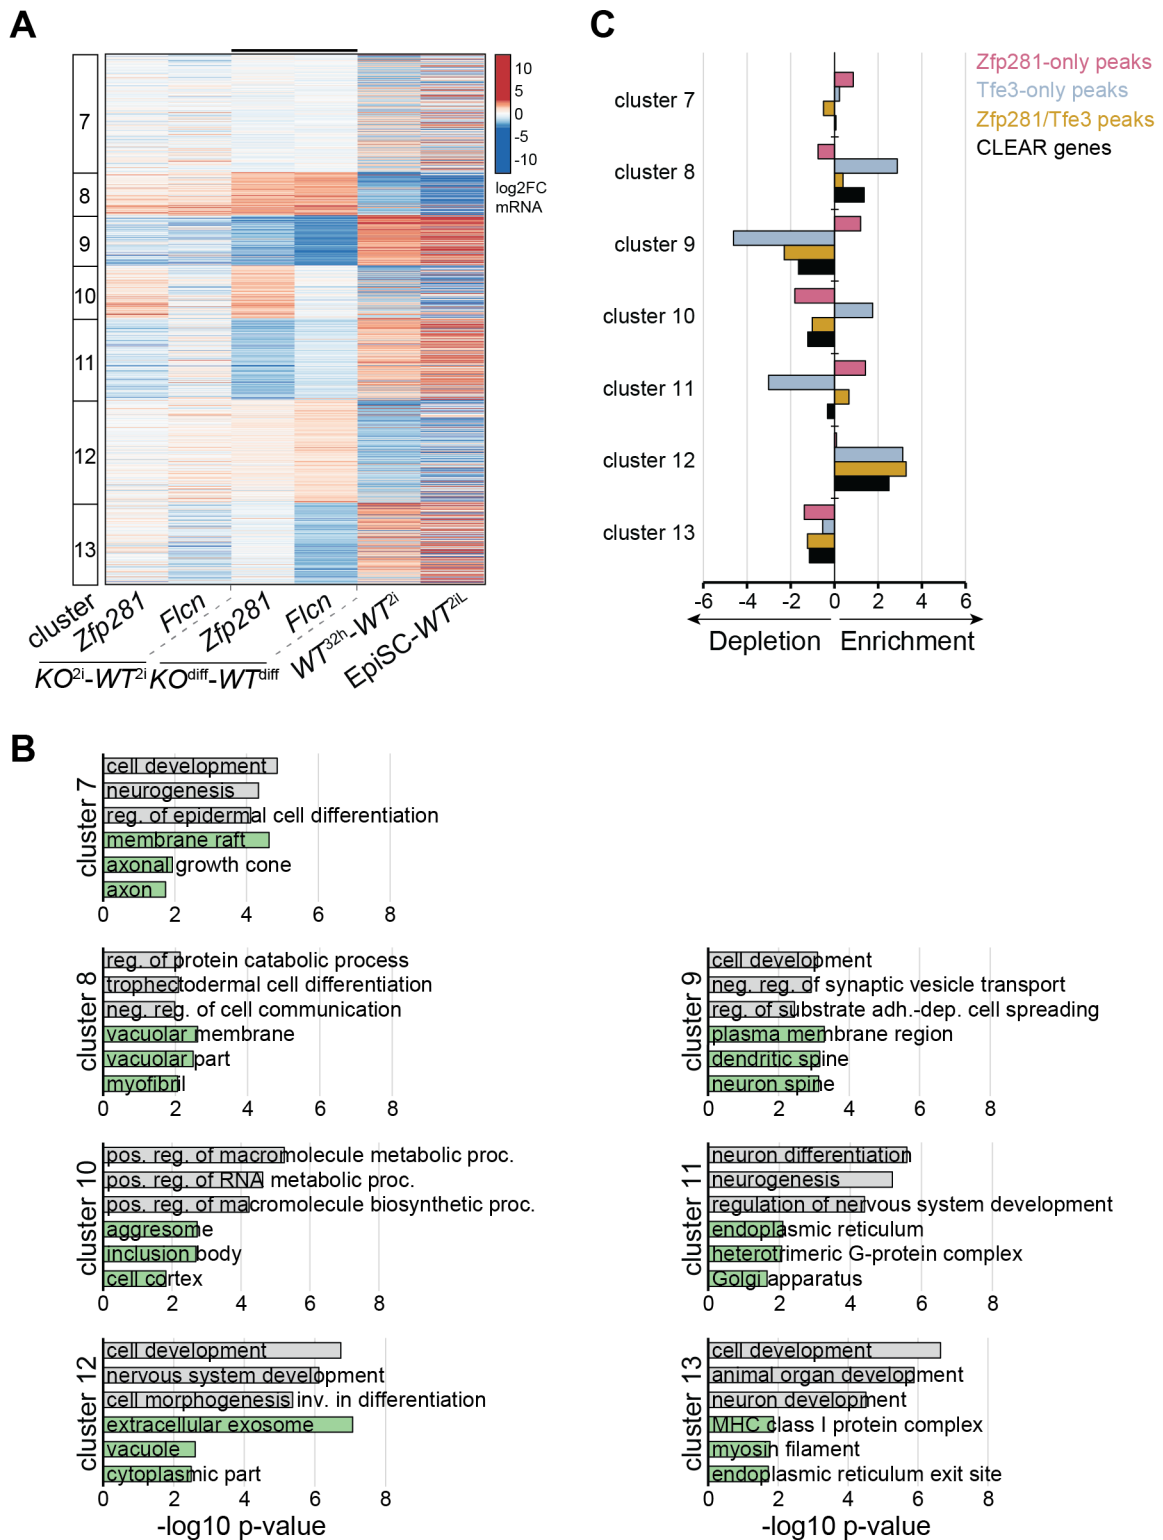 A
7
8
9
10
11
12
13
10
5
0
-5
-10
log2FC
mRNA
cluster
Zfp281
Flcn
Zfp281
Flcn
WT32h-WT2i
EpiSC-WT2iL
KO2i-WT2i
KOdiff-WTdiff
C
Zfp281-only peaks
Tfe3-only peaks
Zfp281/Tfe3 peaks
CLEAR genes
cluster 7
cluster 8
cluster 9
cluster 10
cluster 11
cluster 12
cluster 13
-6 -4 -2 0 2 4 6
Depletion Enrichment
B
cluster 7
cell development
neurogenesis
reg. of epidermal cell differentiation
membrane raft
axonal growth cone
axon
0 2 4 6 8
cluster 8
reg. of protein catabolic process
trophectodermal cell differentiation
neg. reg. of cell communication
vacuolar membrane
vacuolar part
myofibril
0 2 4 6 8
cluster 9
cell development
neg. reg. of synaptic vesicle transport
reg. of substrate adh.-dep. cell spreading
plasma membrane region
dendritic spine
neuron spine
0 2 4 6 8
cluster 10
pos. reg. of macromolecule metabolic proc.
pos. reg. of RNA metabolic proc.
pos. reg. of macromolecule biosynthetic proc.
aggresome
inclusion body
cell cortex
0 2 4 6 8
cluster 11
neuron differentiation
neurogenesis
regulation of nervous system development
endoplasmic reticulum
heterotrimeric G-protein complex
Golgi apparatus
0 2 4 6 8
cluster 12
cell development
nervous system development
cell morphogenesis inv. in differentiation
extracellular exosome
vacuole
cytoplasmic part
0 2 4 6 8
-log10 p-value
cluster 13
cell development
animal organ development
neuron development
MHC class I protein complex
myosin filament
endoplasmic reticulum exit site
0 2 4 6 8
-log10 p-value